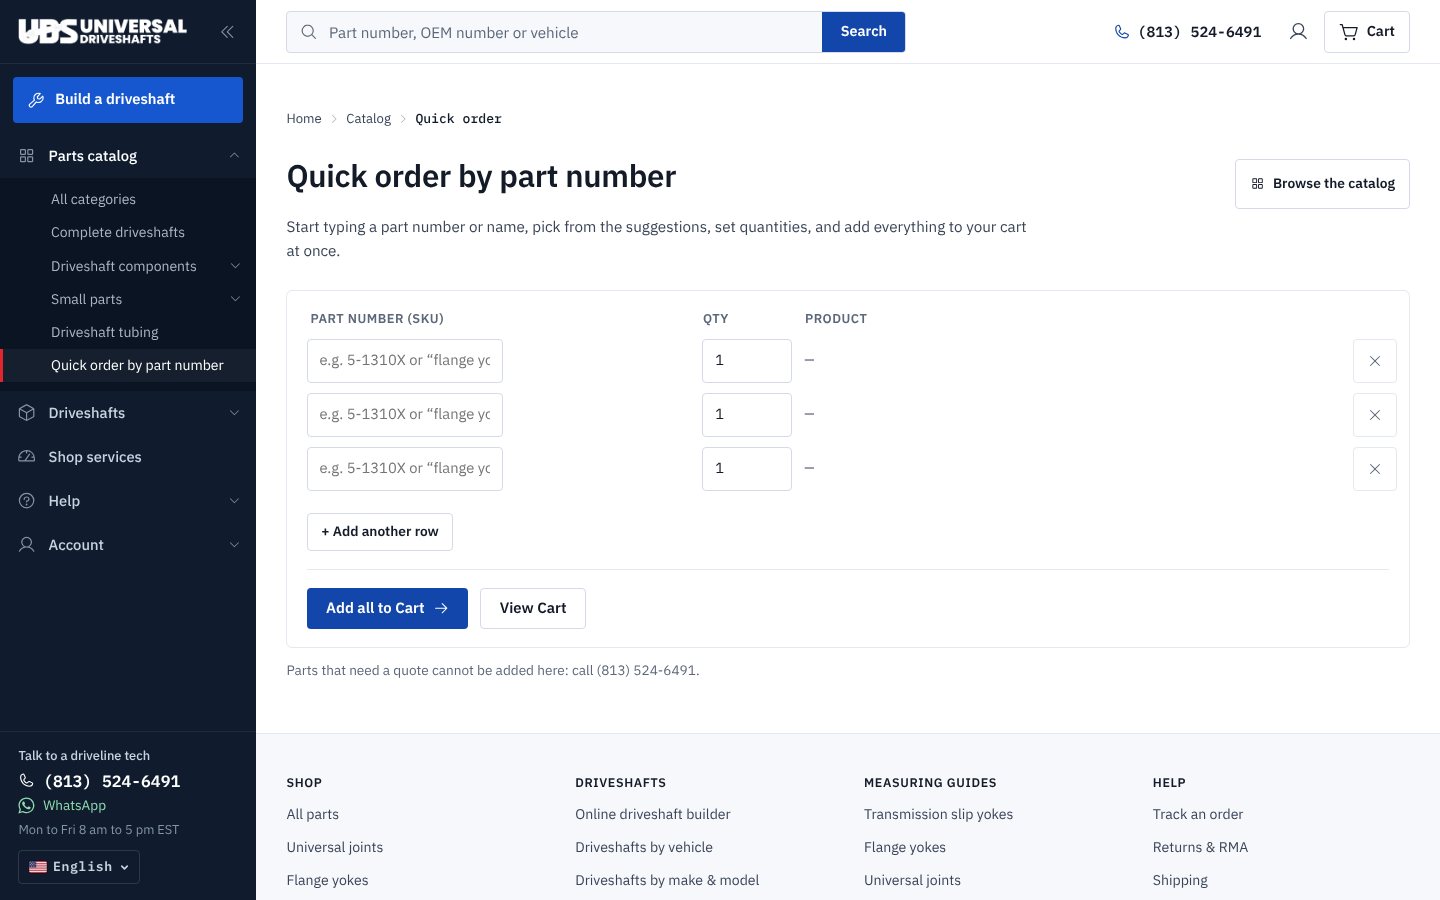 UDS UNIVERSAL
DRIVESHAFTS
Part number, OEM number or vehicle
Search
(813) 524-6491
Cart
Build a driveshaft
Parts catalog
All categories
Complete driveshafts
Driveshaft components
Small parts
Driveshaft tubing
Quick order by part number
Driveshafts
Shop services
Help
Account
Talk to a driveline tech
(813) 524-6491
WhatsApp
Mon to Fri 8 am to 5 pm EST
English
Home
Catalog
Quick order
Quick order by part number
Browse the catalog
Start typing a part number or name, pick from the suggestions, set quantities, and add everything to your cart
at once.
PART NUMBER (SKU)
QTY
PRODUCT
e.g. 5-1310X or “flange yo
1
—
e.g. 5-1310X or “flange yo
1
—
e.g. 5-1310X or “flange yo
1
—
+ Add another row
Add all to Cart
View Cart
Parts that need a quote cannot be added here: call (813) 524-6491.
SHOP
All parts
Universal joints
Flange yokes
DRIVESHAFTS
Online driveshaft builder
Driveshafts by vehicle
Driveshafts by make & model
MEASURING GUIDES
Transmission slip yokes
Flange yokes
Universal joints
HELP
Track an order
Returns & RMA
Shipping